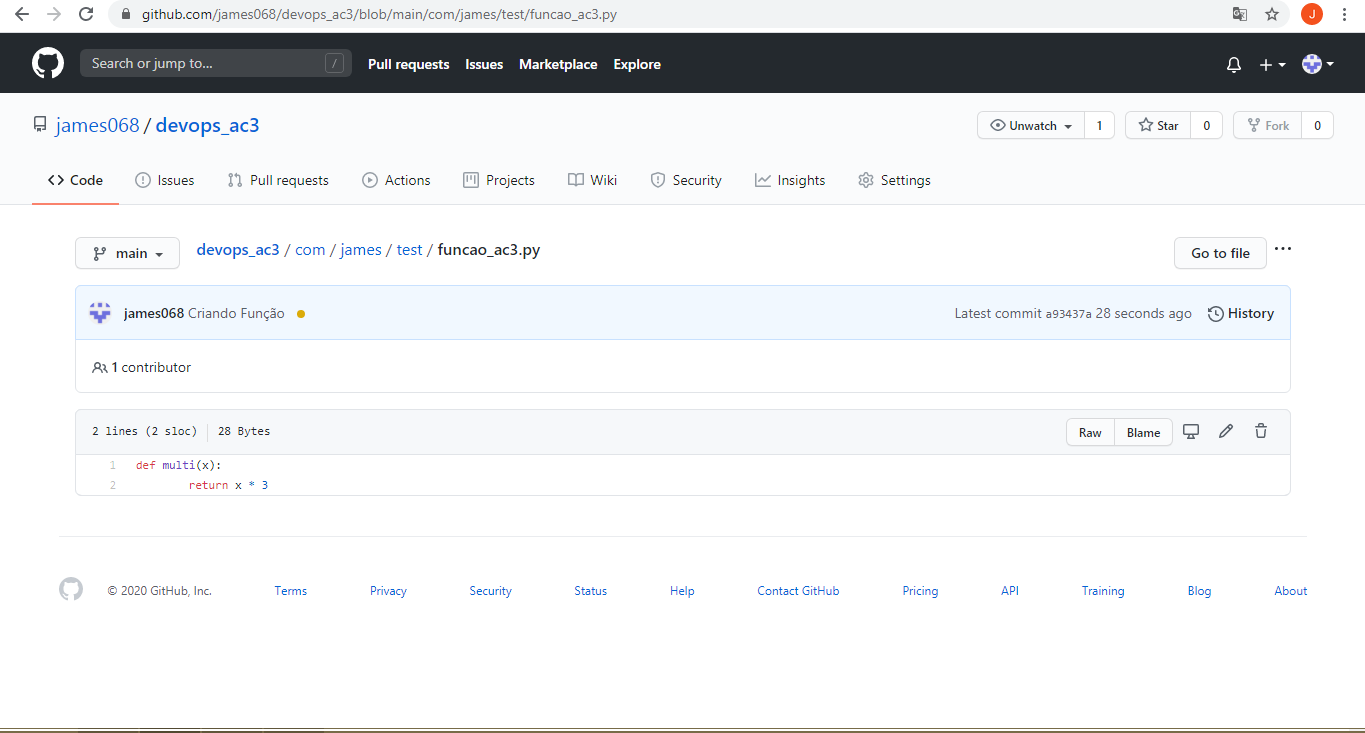 github.com/james068/devops_ac3/blob/main/com/james/test/funcao_ac3.py
J
Search or jump to... /
Pull requests Issues Marketplace Explore
james068 / devops_ac3
Unwatch 1 Star 0 Fork 0
Code Issues Pull requests Actions Projects Wiki Security Insights Settings
main devops_ac3 / com / james / test / funcao_ac3.py Go to file ...
james068 Criando Função Latest commit a93437a 28 seconds ago History
1 contributor
2 lines (2 sloc) 28 Bytes Raw Blame
1 def multi(x):
2 return x * 3
© 2020 GitHub, Inc. Terms Privacy Security Status Help Contact GitHub Pricing API Training Blog About